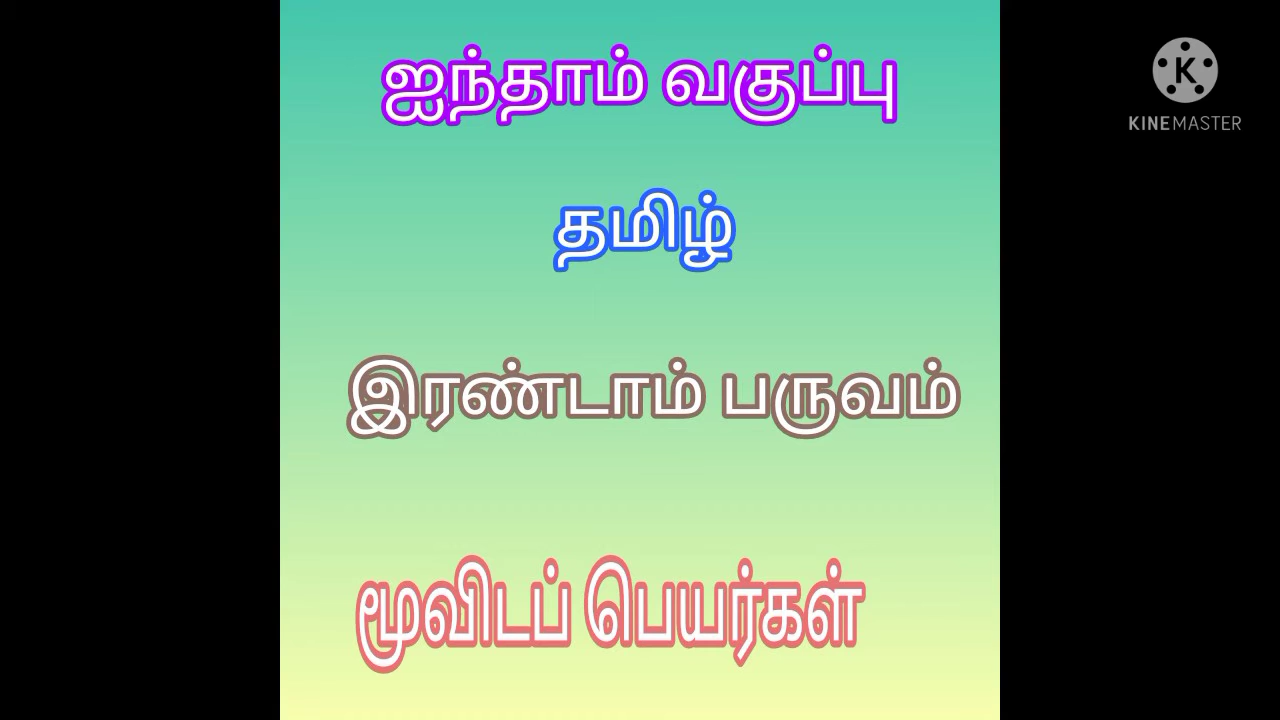 ஐந்தாம் வகுப்பு
தமிழ்
இரண்டாம் பருவம்
மூவிடப் பெயர்கள்
K
KINEMASTER